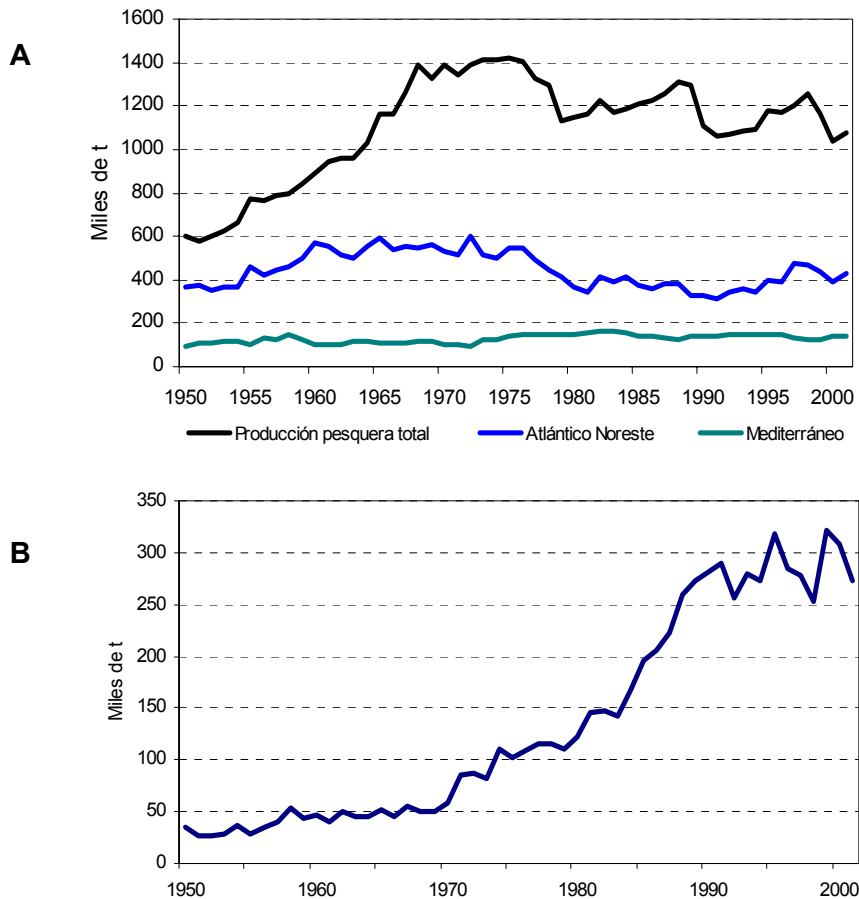 A
Miles de t
1600
1400
1200
1000
800
600
400
200
0
1950 1955 1960 1965 1970 1975 1980 1985 1990 1995 2000
Producción pesquera total Atlántico Noreste Mediterráneo
B
Miles de t
350
300
250
200
150
100
50
0
1950 1960 1970 1980 1990 2000